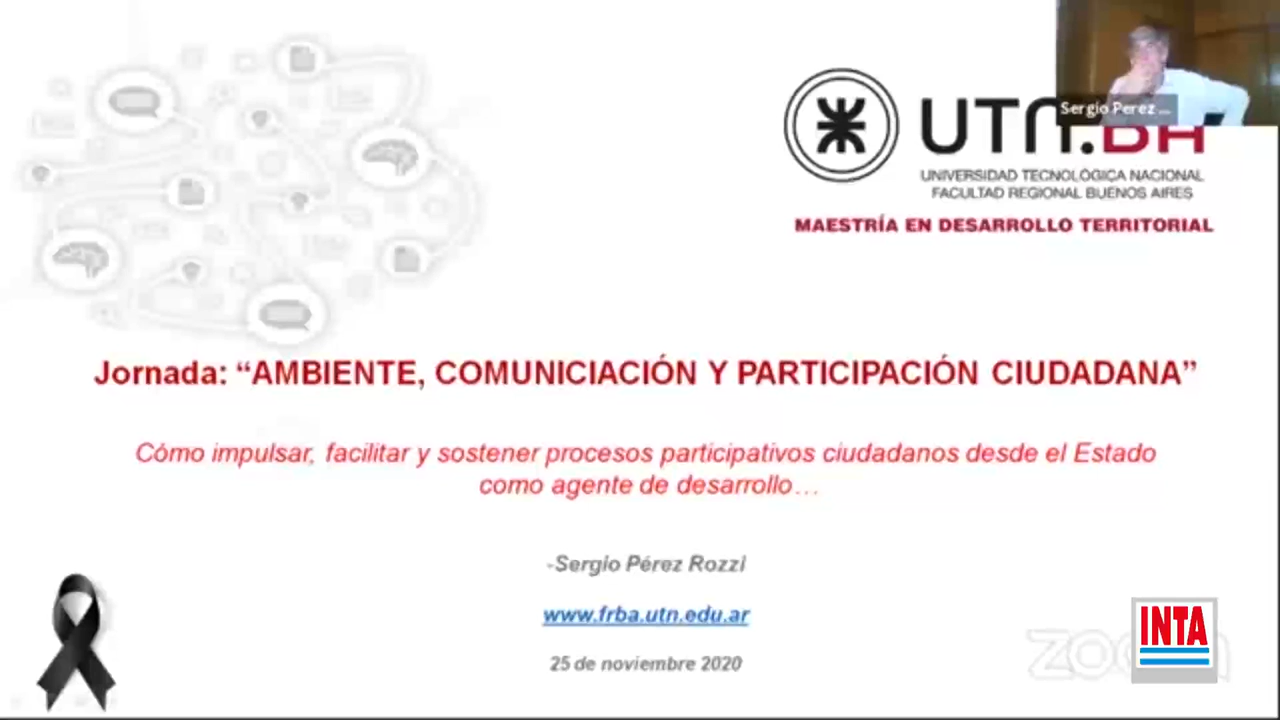 Sergio Perez ...
UTN.BA
UNIVERSIDAD TECNOLÓGICA NACIONAL
FACULTAD REGIONAL BUENOS AIRES
MAESTRÍA EN DESARROLLO TERRITORIAL
Jornada: “AMBIENTE, COMUNICIACIÓN Y PARTICIPACIÓN CIUDADANA”
Cómo impulsar, facilitar y sostener procesos participativos ciudadanos desde el Estado
como agente de desarrollo…
-Sergio Pérez Rozzi
www.frba.utn.edu.ar
25 de noviembre 2020
zoom
INTA